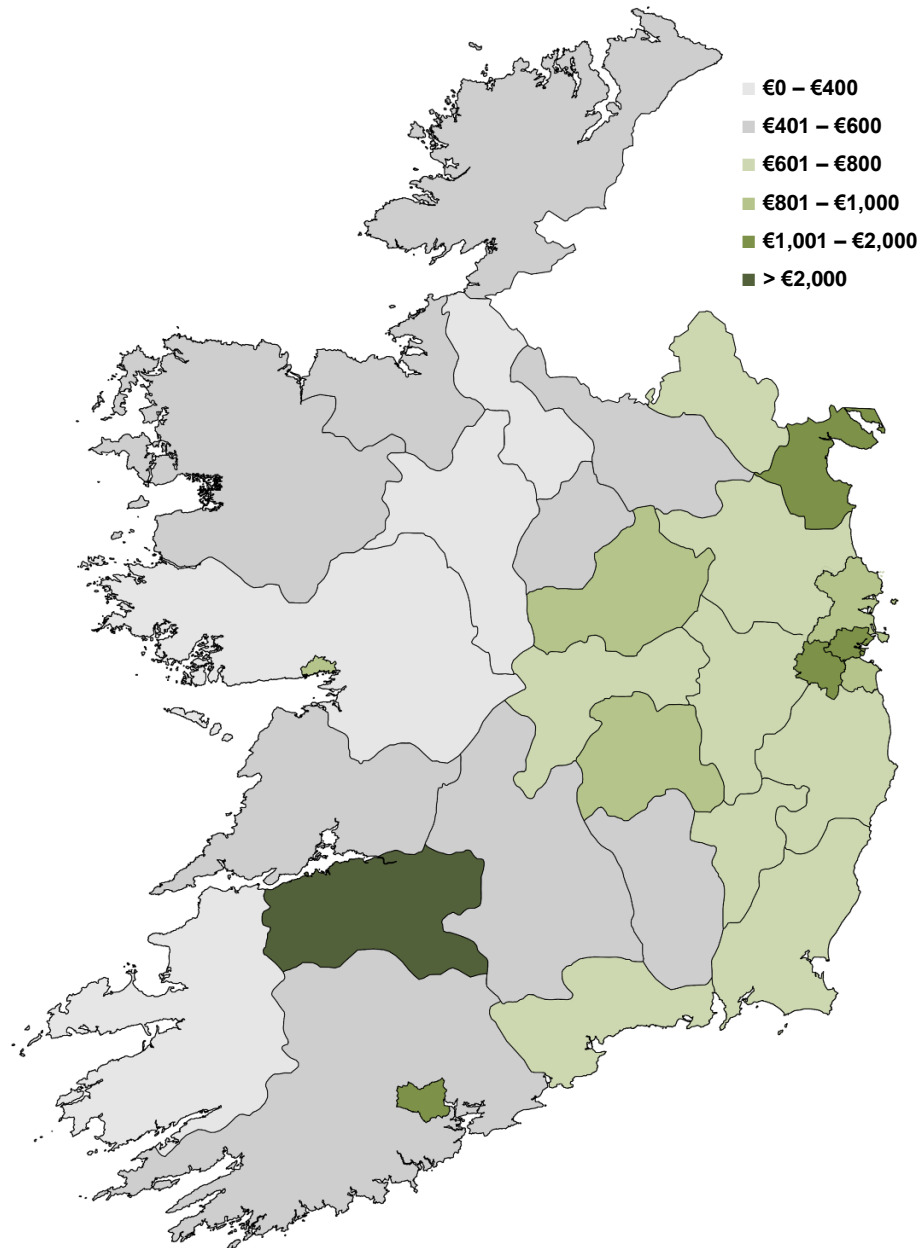 €0 – €400
€401 – €600
€601 – €800
€801 – €1,000
€1,001 – €2,000
> €2,000